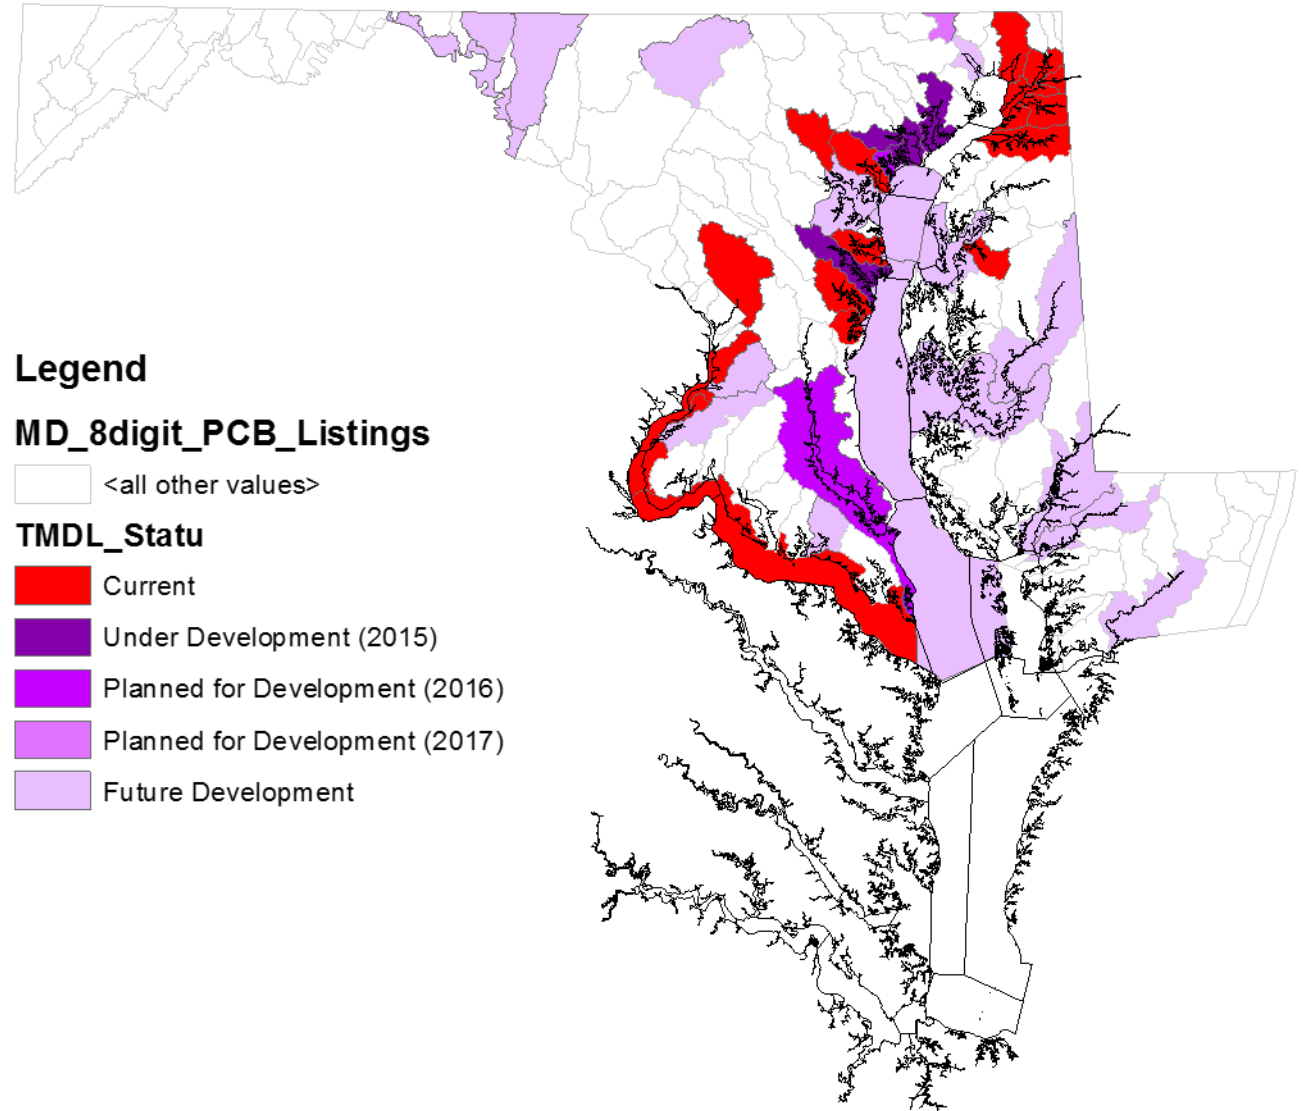 Legend
MD_8digit_PCB_Listings
<all other values>
TMDL_Statu
Current
Under Development (2015)
Planned for Development (2016)
Planned for Development (2017)
Future Development